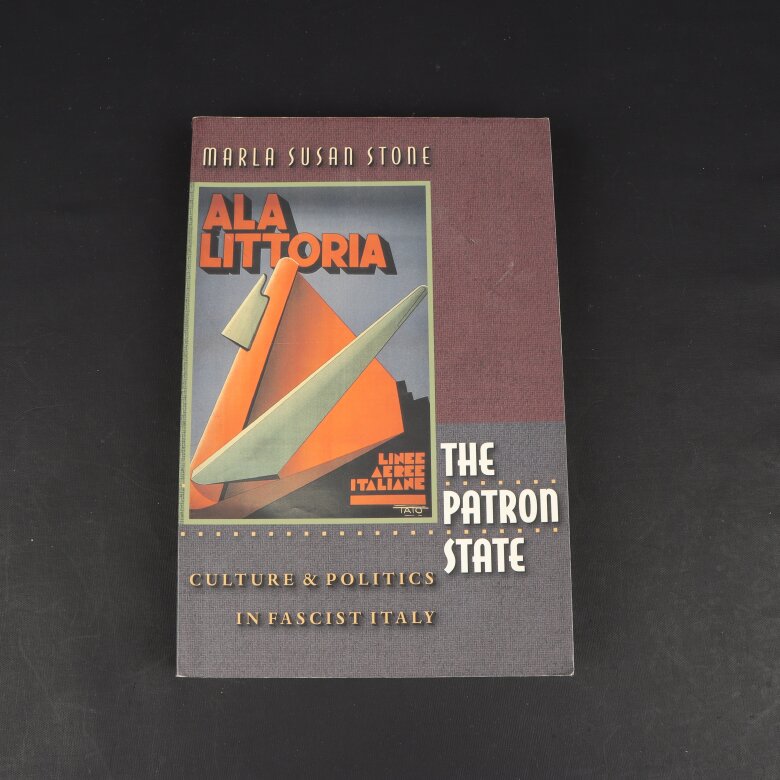 MARLA SUSAN STONE
ALA
LITTORIA
LINEE
AEREE
ITALIANE
TATO
THE
PATRON
STATE
CULTURE & POLITICS
IN FASCIST ITALY